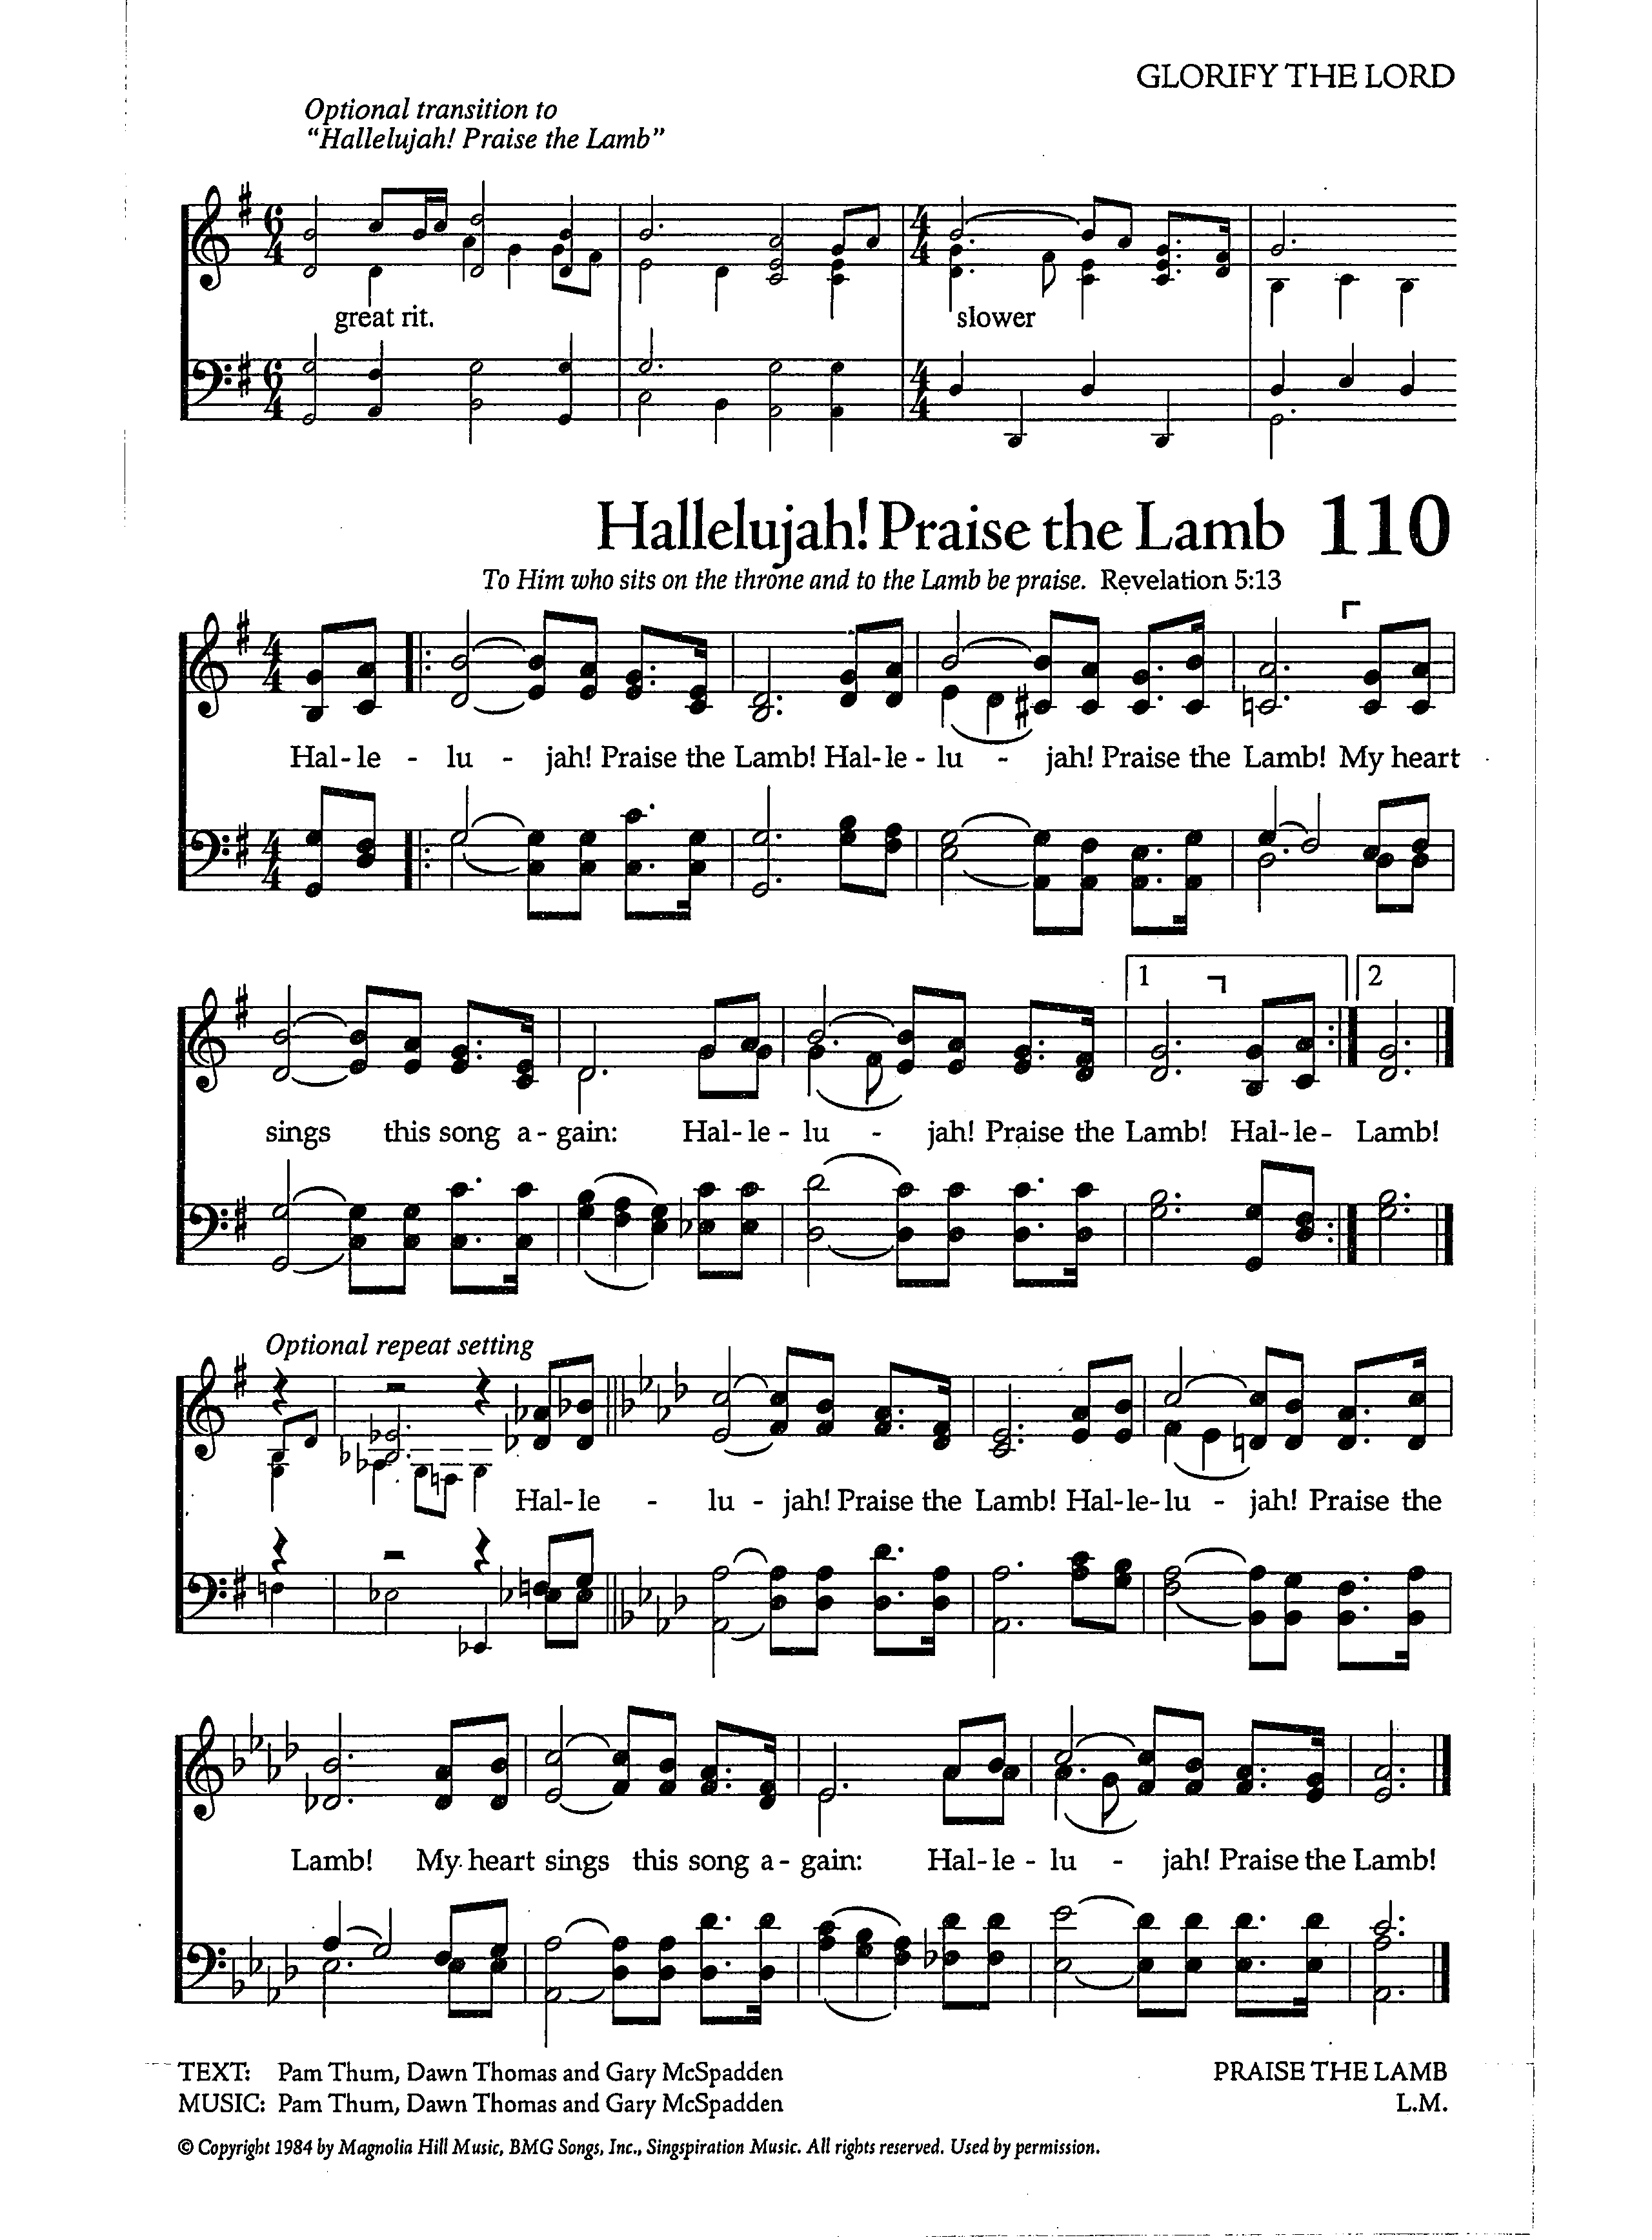 GLORIFY THE LORD
Optional transition to
“Hallelujah! Praise the Lamb”
great rit.
slower
Hallelujah! Praise the Lamb 110
To Him who sits on the throne and to the Lamb be praise. Revelation 5:13
Hal-le - lu - jah! Praise the Lamb! Hal-le-lu - jah! Praise the Lamb! My heart
1 2
sings this song a-gain: Hal-le-lu - jah! Praise the Lamb! Hal-le- Lamb!
Optional repeat setting
Hal-le - lu - jah! Praise the Lamb! Hal-le-lu - jah! Praise the
Lamb! My heart sings this song a-gain: Hal-le-lu - jah! Praise the Lamb!
TEXT: Pam Thum, Dawn Thomas and Gary McSpadden PRAISE THE LAMB
MUSIC: Pam Thum, Dawn Thomas and Gary McSpadden L.M.
© Copyright 1984 by Magnolia Hill Music, BMG Songs, Inc., Singspiration Music. All rights reserved. Used by permission.